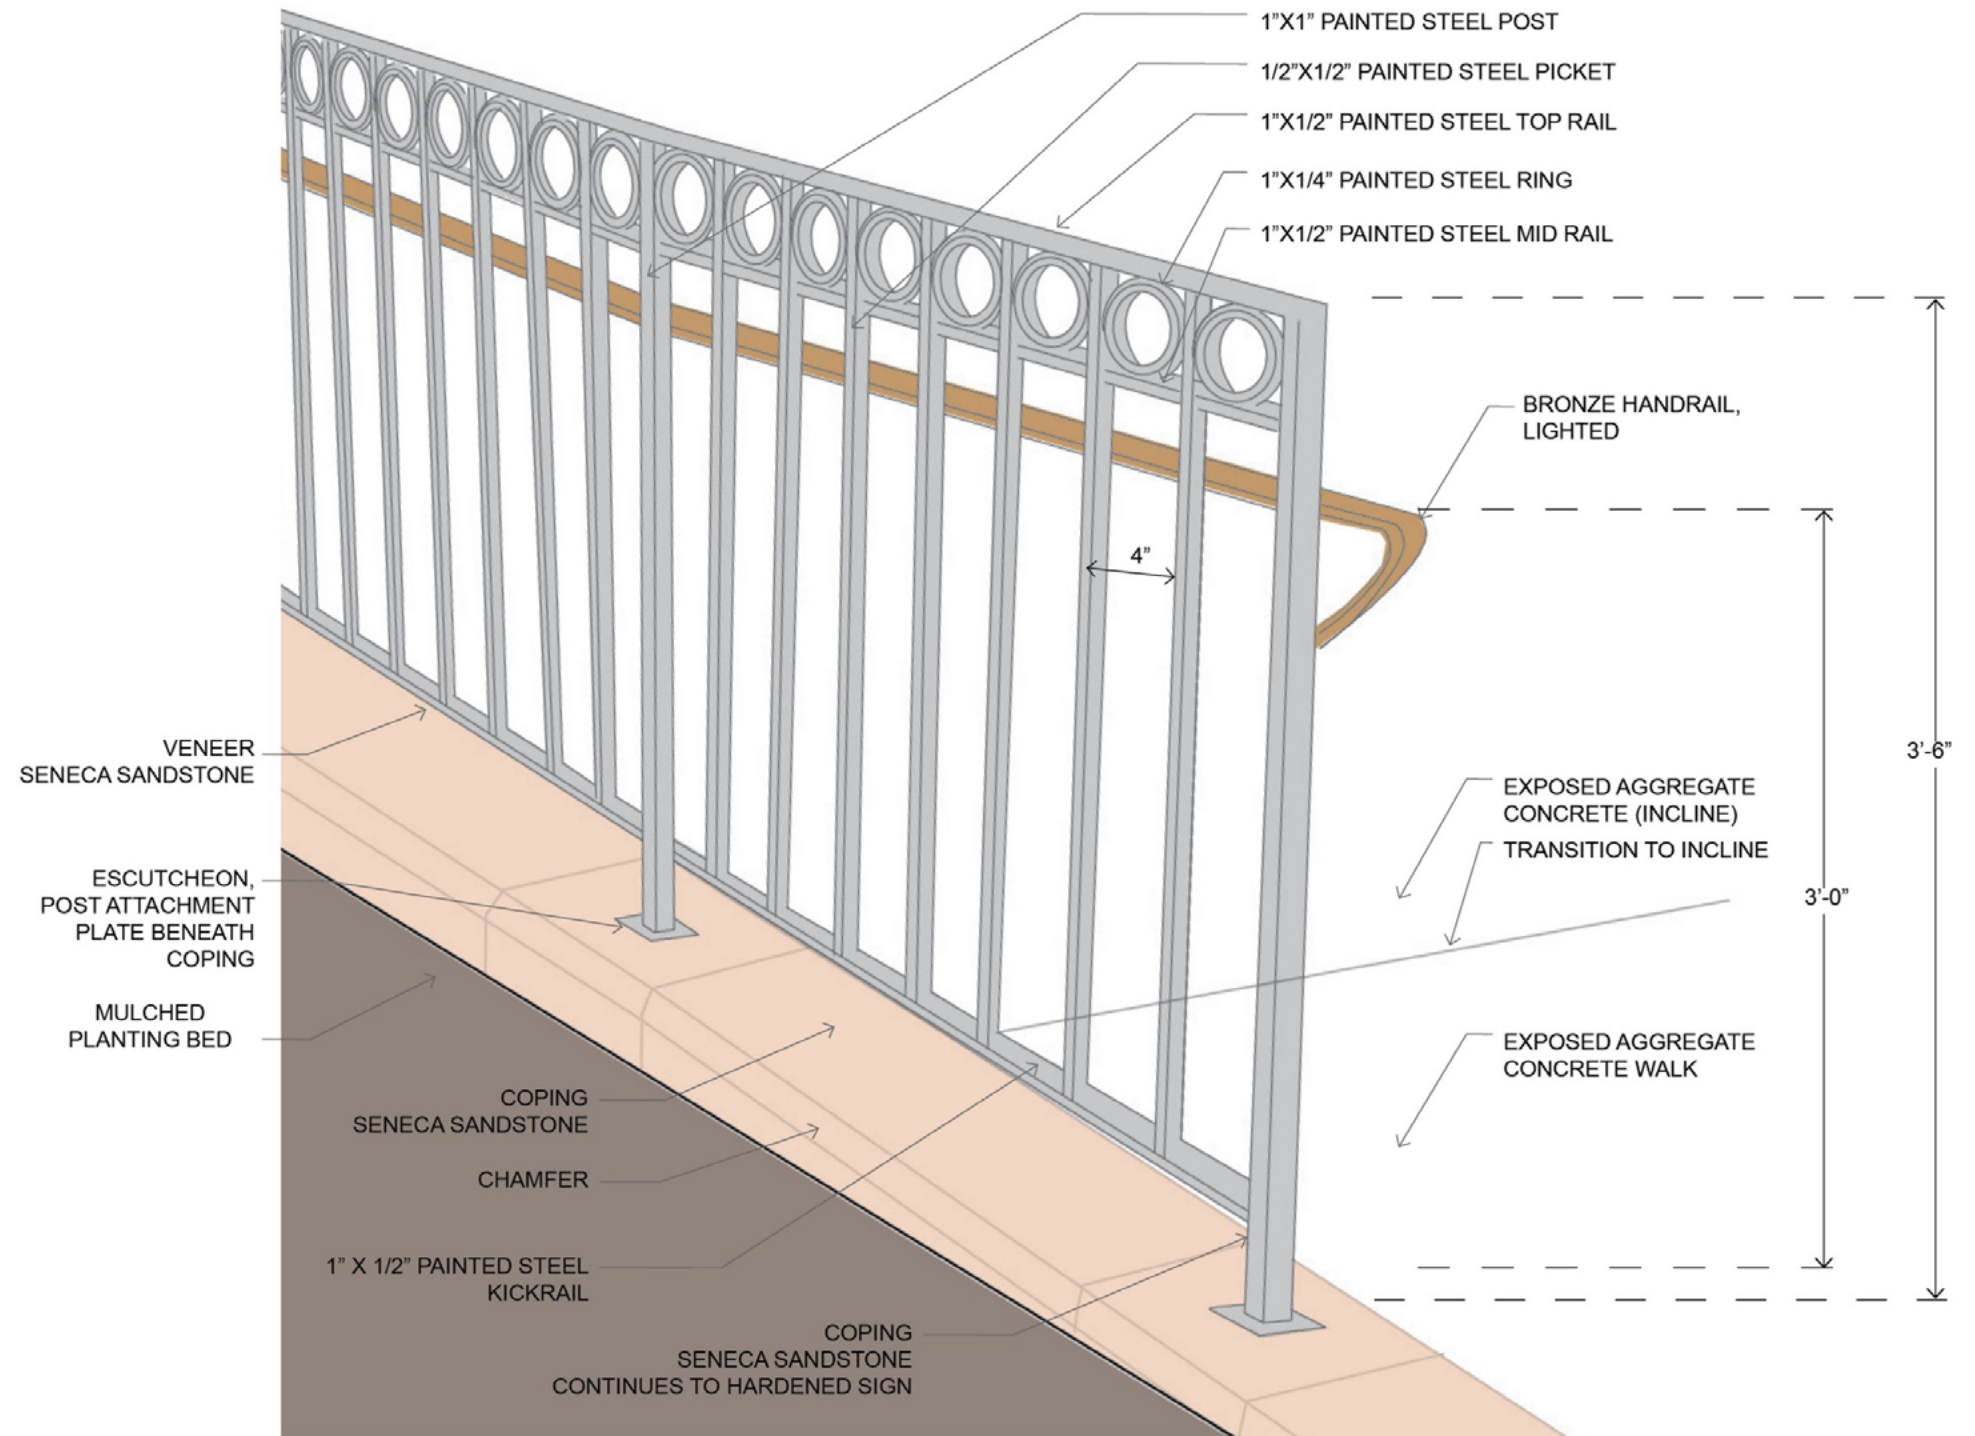 1”X1” PAINTED STEEL POST
1/2”X1/2” PAINTED STEEL PICKET
1”X1/2” PAINTED STEEL TOP RAIL
1”X1/4” PAINTED STEEL RING
1”X1/2” PAINTED STEEL MID RAIL
BRONZE HANDRAIL,
LIGHTED
4”
3’-6”
EXPOSED AGGREGATE
CONCRETE (INCLINE)
TRANSITION TO INCLINE
3’-0”
EXPOSED AGGREGATE
CONCRETE WALK
VENEER
SENECA SANDSTONE
ESCUTCHEON,
POST ATTACHMENT
PLATE BENEATH
COPING
MULCHED
PLANTING BED
COPING
SENECA SANDSTONE
CHAMFER
1” X 1/2” PAINTED STEEL
KICKRAIL
COPING
SENECA SANDSTONE
CONTINUES TO HARDENED SIGN